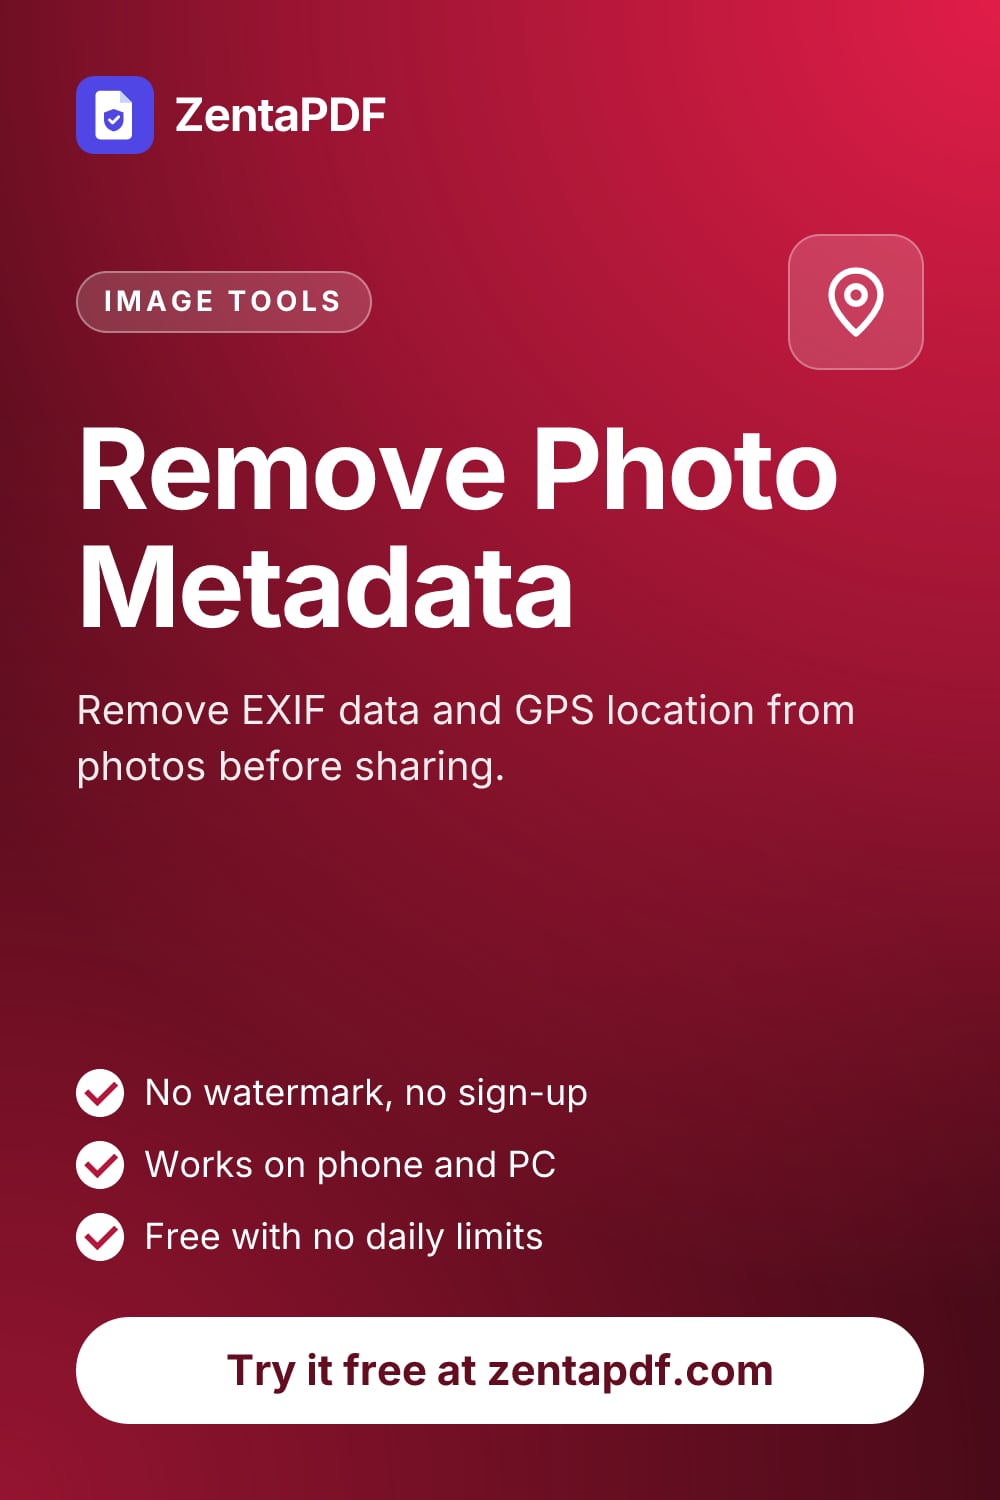 ZentaPDF
IMAGE TOOLS
Remove Photo
Metadata
Remove EXIF data and GPS location from
photos before sharing.
No watermark, no sign-up
Works on phone and PC
Free with no daily limits
Try it free at zentapdf.com